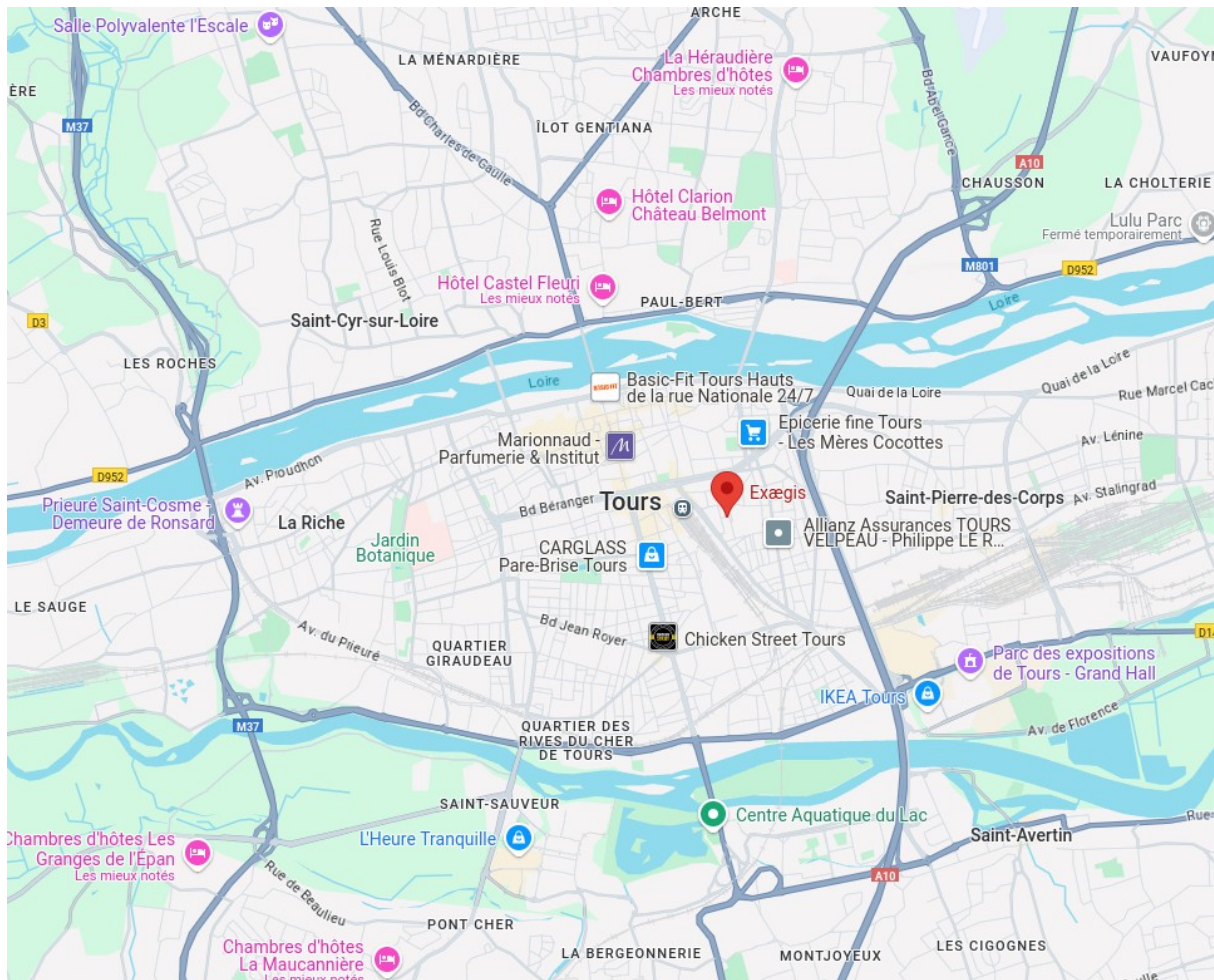 Salle Polyvalente l'Escale
ARCHE
LA MÉNARDIÈRE
La Héraudière
Chambres d'hôtes
Les mieux notés
Bd Abel Gance
ÈRE
M37
Bd Charles de Gaulle
ÎLOT GENTIANA
A10
CHAUSSON
LA CHOLTERIE
Hôtel Clarion
Château Belmont
Lulu Parc
Fermé temporairement
Rue Louis Blot
M801
D952
Hôtel Castel Fleuri
Les mieux notés
PAUL-BERT
Loire
D3
Saint-Cyr-sur-Loire
LES ROCHES
Loire
Basic-Fit Tours Hauts
de la rue Nationale 24/7
Quai de la Loire
Quai de la Loire
Rue Marcel Cac
Marionnaud -
Parfumerie & Institut
Epicerie fine Tours
- Les Mères Cocottes
Av. Lénine
D952
Av. Proudhon
Prieuré Saint-Cosme -
Demeure de Ronsard
La Riche
Bd Béranger
Tours
Exægis
Saint-Pierre-des-Corps
Av. Stalingrad
Jardin
Botanique
CARGLASS
Pare-Brise Tours
Allianz Assurances TOURS
VELPEAU - Philippe LE R...
LE SAUGE
Av. du Prieuré
QUARTIER
GIRAUDEAU
Bd Jean Royer
Chicken Street Tours
Parc des expositions
de Tours - Grand Hall
IKEA Tours
M37
QUARTIER DES
RIVES DU CHER
DE TOURS
Av. de Florence
SAINT-SAUVEUR
Centre Aquatique du Lac
Saint-Avertin
Rue
Chambres d'hôtes Les
Granges de l'Épan
Les mieux notés
L'Heure Tranquille
Rue de Beaulieu
A10
PONT CHER
Chambres d'hôtes
La Maucannière
Les mieux notés
LA BERGEONNERIE
MONTJOYEUX
LES CIGOGNES